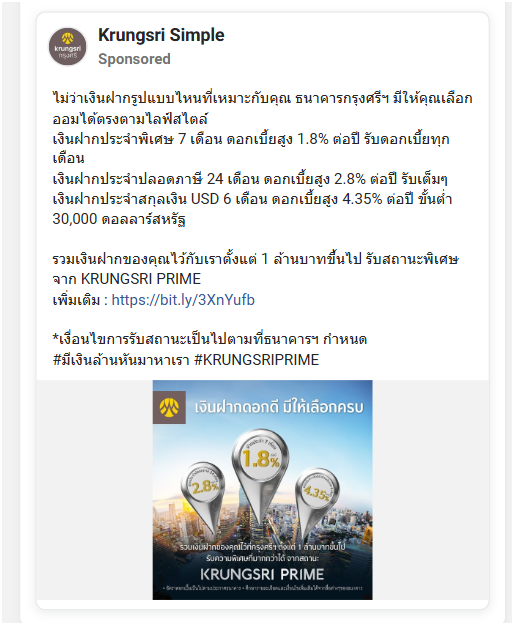 Krungsri Simple
Sponsored
krungsri
กรุงศรี
ไม่ว่าเงินฝากรูปแบบไหนที่เหมาะกับคุณ ธนาคารกรุงศรีฯ มีให้คุณเลือก
ออมได้ตรงตามไลฟ์สไตล์
เงินฝากประจำพิเศษ 7 เดือน ดอกเบี้ยสูง 1.8% ต่อปี รับดอกเบี้ยทุก
เดือน
เงินฝากประจำปลอดภาษี 24 เดือน ดอกเบี้ยสูง 2.8% ต่อปี รับเต็มๆ
เงินฝากประจำสกุลเงิน USD 6 เดือน ดอกเบี้ยสูง 4.35% ต่อปี ขั้นต่ำ
30,000 ดอลลาร์สหรัฐ
รวมเงินฝากของคุณไว้กับเราตั้งแต่ 1 ล้านบาทขึ้นไป รับสถานะพิเศษ
จาก KRUNGSRI PRIME
เพิ่มเติม : https://bit.ly/3XnYufb
*เงื่อนไขการรับสถานะเป็นไปตามที่ธนาคารฯ กำหนด
#มีเงินล้านหันมาหาเรา #KRUNGSRIPRIME
เงินฝากดอกดี มีให้เลือกครบ
1.8%
2.8%
4.35%
รวมเงินฝากของคุณไว้ที่กรุงศรีฯ ตั้งแต่ 1 ล้านบาทขึ้นไป
รับความพิเศษที่มากกว่าได้ จากสถานะ
KRUNGSRI PRIME